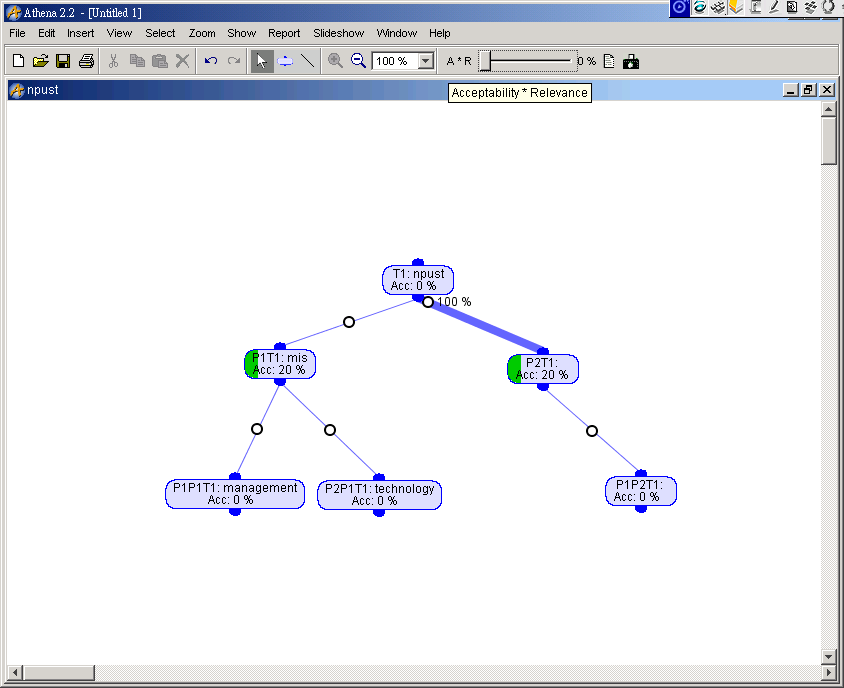 Athena 2.2 - [Untitled 1]
File Edit Insert View Select Zoom Show Report Slideshow Window Help
100 % A * R 0 %
npust
Acceptability * Relevance
T1: npust
Acc: 0 %
100 %
P1T1: mis
Acc: 20 %
P2T1:
Acc: 20 %
P1P1T1: management
Acc: 0 %
P2P1T1: technology
Acc: 0 %
P1P2T1:
Acc: 0 %